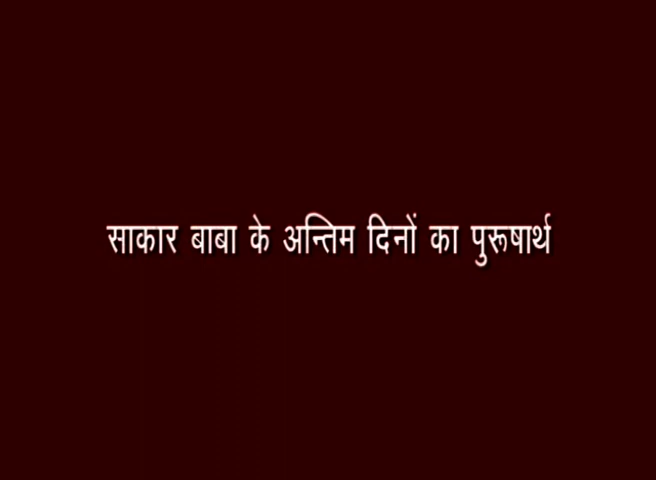 साकार बाबा के अन्तिम दिनों का पुरूषार्थ